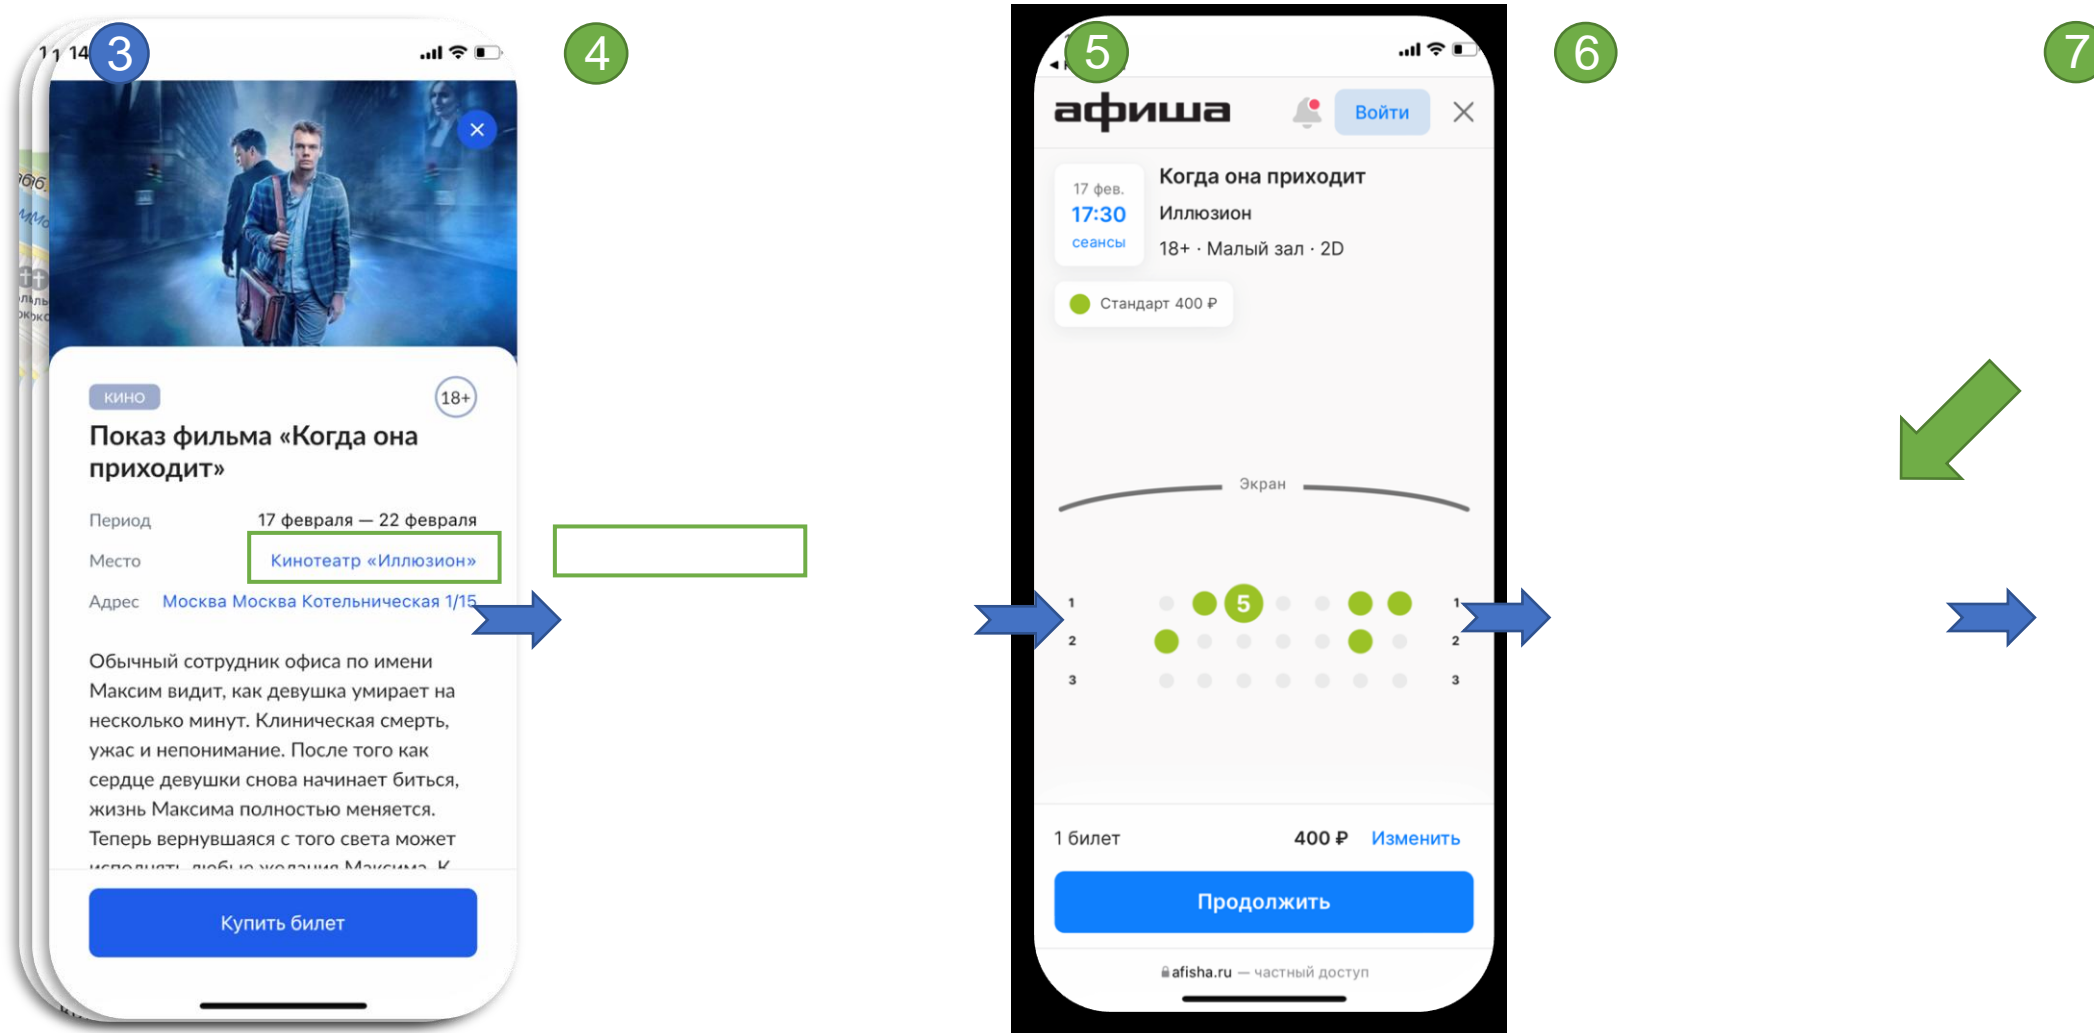 3
4
5
6
7
14
КИНО
18+
Показ фильма «Когда она
приходит»
Период 17 февраля — 22 февраля
Место Кинотеатр «Иллюзион»
Адрес Москва Москва Котельническая 1/15
Обычный сотрудник офиса по имени
Максим видит, как девушка умирает на
несколько минут. Клиническая смерть,
ужас и непонимание. После того как
сердце девушки снова начинает биться,
жизнь Максима полностью меняется.
Теперь вернувшаяся с того света может
исполнять любые желания Максима. К
Купить билет
афиша
Войти
17 фев.
17:30
сеансы
Когда она приходит
Иллюзион
18+ · Малый зал · 2D
Стандарт 400 ₽
Экран
1 5 1
2 2
3 3
1 билет 400 ₽ Изменить
Продолжить
afisha.ru — частный доступ